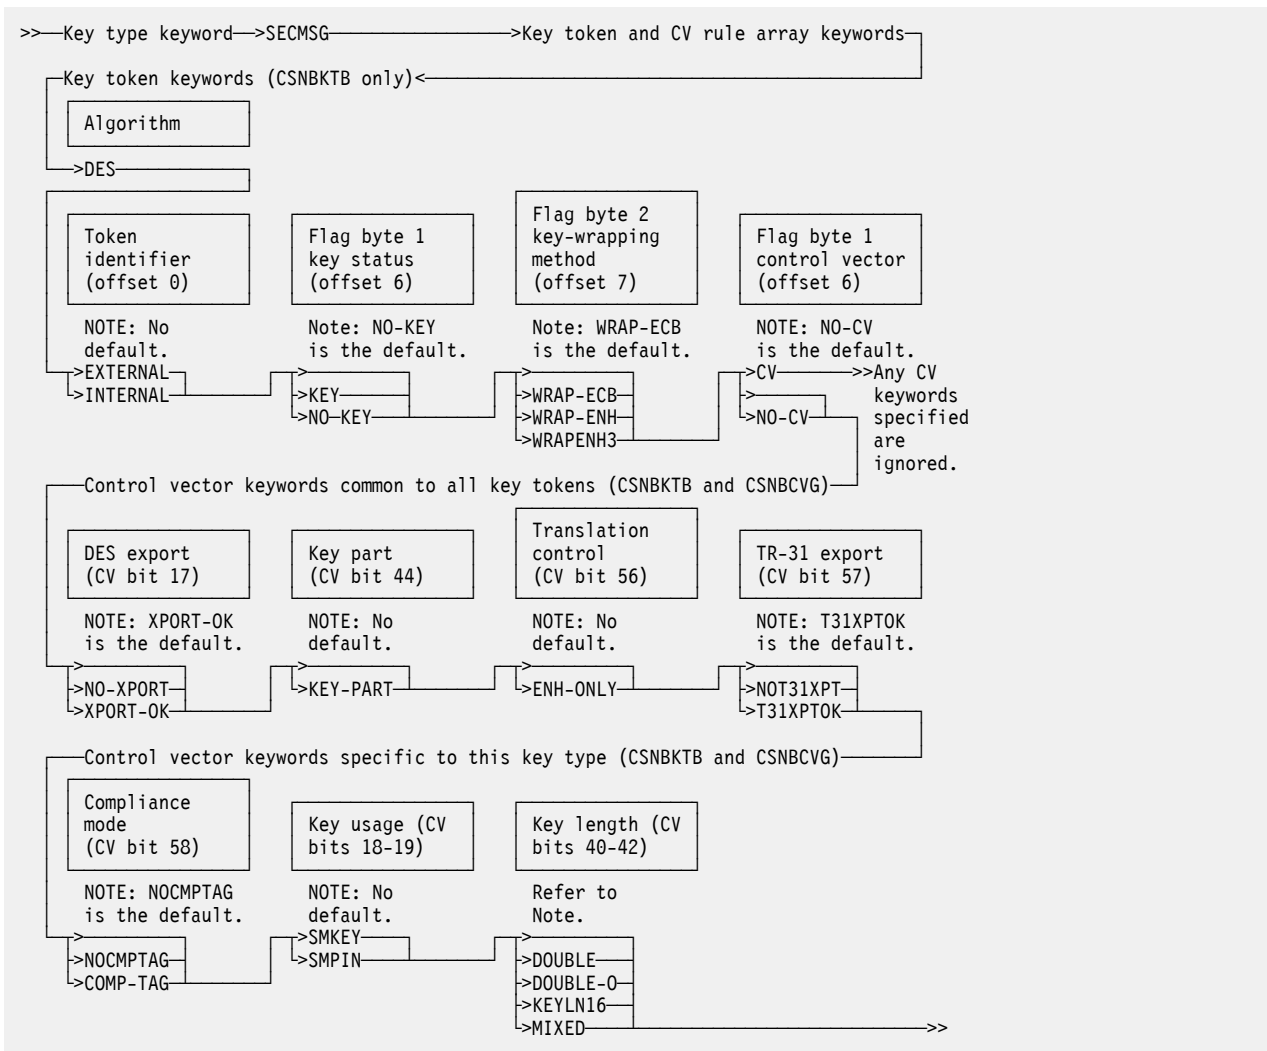 >>—Key type keyword—>SECMSG————————>Key token and CV rule array keywords
Key token keywords (CSNBKTB only)<
Algorithm
>DES
Token identifier (offset 0)
Flag byte 1 key status (offset 6)
Flag byte 2 key-wrapping method (offset 7)
Flag byte 1 control vector (offset 6)
NOTE: No default.
Note: NO-KEY is the default.
Note: WRAP-ECB is the default.
NOTE: NO-CV is the default.
>EXTERNAL
>INTERNAL
>
>KEY
>NO-KEY
>
>WRAP-ECB
>WRAP-ENH
>WRAPENH3
>CV————>>Any CV keywords specified are ignored.
>
>NO-CV
Control vector keywords common to all key tokens (CSNBKTB and CSNBCVG)
DES export (CV bit 17)
Key part (CV bit 44)
Translation control (CV bit 56)
TR-31 export (CV bit 57)
NOTE: XPORT-OK is the default.
NOTE: No default.
NOTE: No default.
NOTE: T31XPTOK is the default.
>
>NO-XPORT
>XPORT-OK
>
>KEY-PART
>
>ENH-ONLY
>
>NOT31XPT
>T31XPTOK
Control vector keywords specific to this key type (CSNBKTB and CSNBCVG)
Compliance mode (CV bit 58)
Key usage (CV bits 18-19)
Key length (CV bits 40-42)
NOTE: NOCMPTAG is the default.
NOTE: No default.
Refer to Note.
>
>NOCMPTAG
>COMP-TAG
>SMKEY
>SMPIN
>
>DOUBLE
>DOUBLE-O
>KEYLN16
>MIXED————————>>